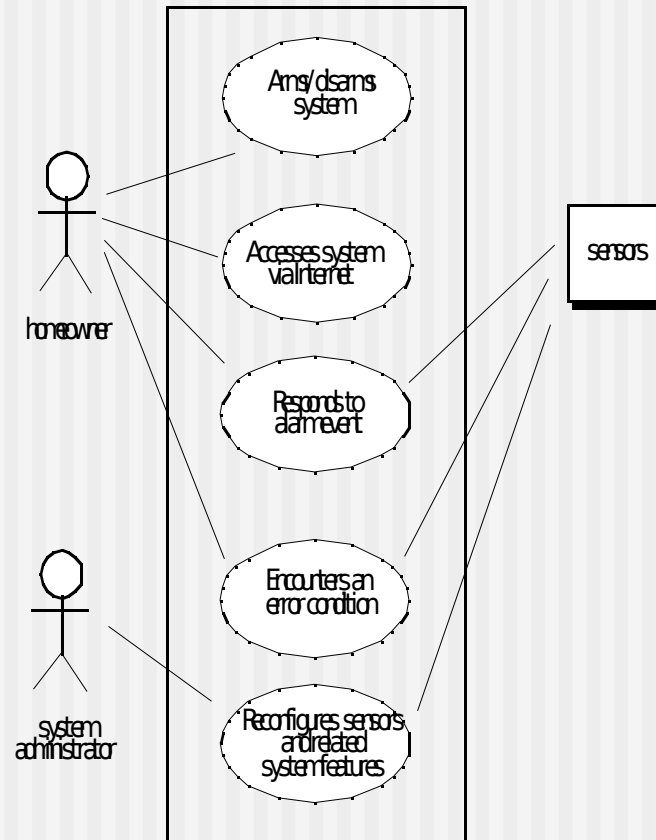 Arms/disarms
system
Accesses system
via Internet
sensors
homeowner
Responds to
alarm event
Encounters an
error condition
Reconfigures sensors
and related
system features
system
administrator